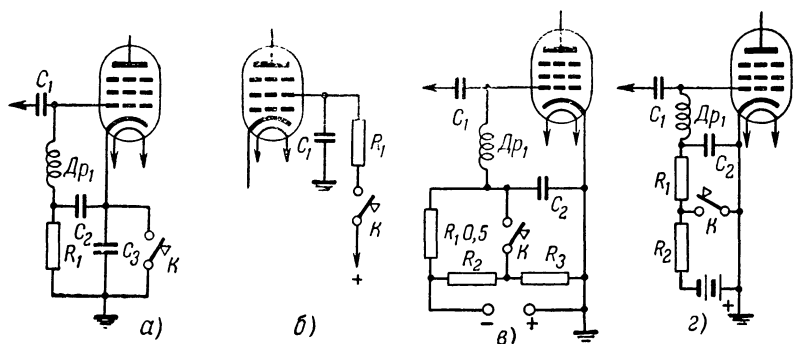 C₁
Др₁
C₂
R₁
C₃
К
а)
C₁
R₁
К
+
б)
C₁
Др₁
C₂
R₁ 0,5
К
R₂
R₃
-
+
в)
C₁
Др₁
C₂
R₁
К
R₂
+
г)